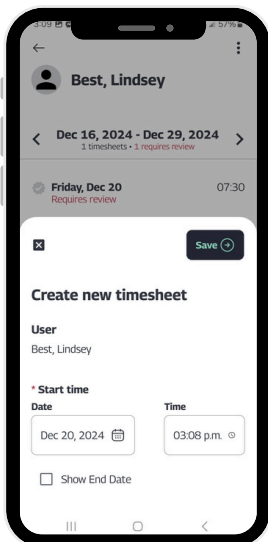 3:09
57%
Best, Lindsey
Dec 16, 2024 - Dec 29, 2024
1 timesheets • 1 requires review
Friday, Dec 20 07:30
Requires review
Save
Create new timesheet
User
Best, Lindsey
* Start time
Date Time
Dec 20, 2024 03:08 p.m.
Show End Date